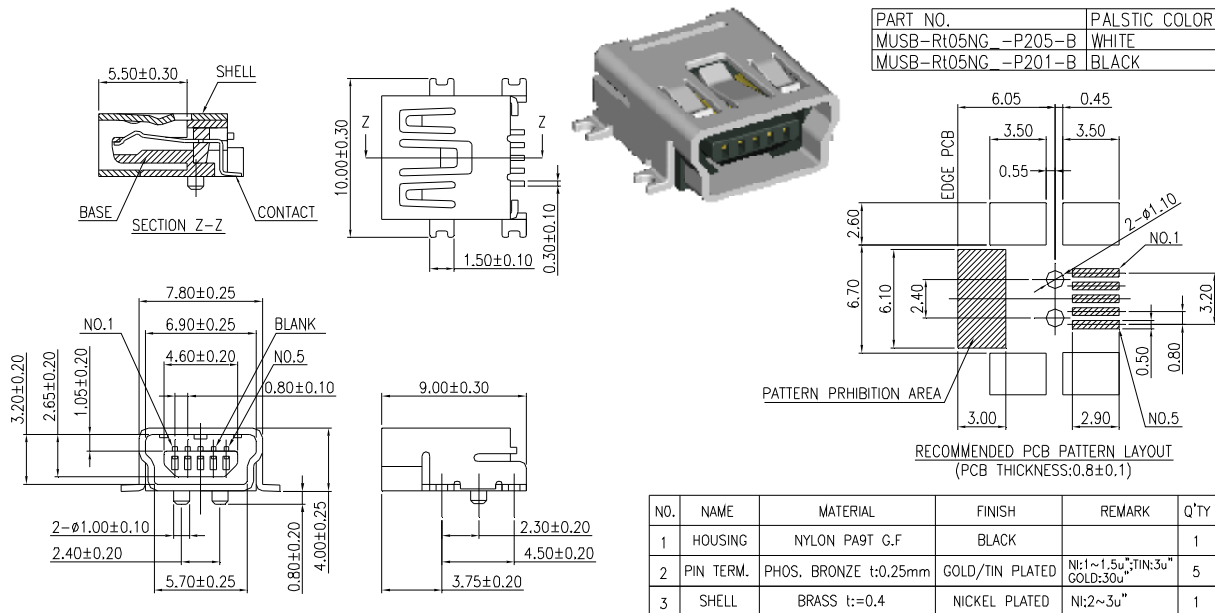 PART NO. PALSTIC COLOR
MUSB-Rt05NG_-P205-B WHITE
MUSB-Rt05NG_-P201-B BLACK
5.50±0.30
SHELL
BASE
CONTACT
SECTION Z-Z
10.00±0.30
Z
Z
1.50±0.10
0.30±0.10
6.05
0.45
3.50
3.50
0.55
EDGE PCB
2-ø1.10
NO.1
2.60
6.70
6.10
2.40
3.20
0.50
0.80
PATTERN PRHIBITION AREA
3.00
2.90
NO.5
RECOMMENDED PCB PATTERN LAYOUT
(PCB THICKNESS:0.8±0.1)
7.80±0.25
NO.1
6.90±0.25
BLANK
4.60±0.20
NO.5
0.80±0.10
3.20±0.20
2.65±0.20
1.05±0.20
2-ø1.00±0.10
2.40±0.20
5.70±0.25
0.80±0.20
4.00±0.25
9.00±0.30
2.30±0.20
4.50±0.20
3.75±0.20
NO. NAME MATERIAL FINISH REMARK Q'TY
1 HOUSING NYLON PA9T G.F BLACK 1
2 PIN TERM. PHOS. BRONZE t:0.25mm GOLD/TIN PLATED NI:1~1.5u";TIN:3u" GOLD:30u" 5
3 SHELL BRASS t:=0.4 NICKEL PLATED NI:2~3u" 1